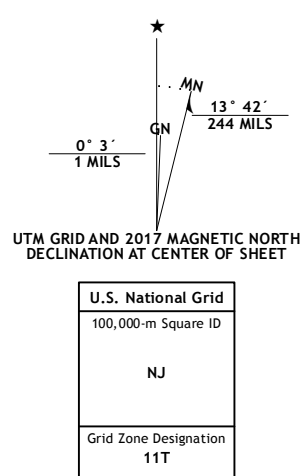 ★
MN
13° 42´
244 MILS
GN
0° 3´
1 MILS
UTM GRID AND 2017 MAGNETIC NORTH
DECLINATION AT CENTER OF SHEET
U.S. National Grid
100,000-m Square ID
NJ
Grid Zone Designation
11T